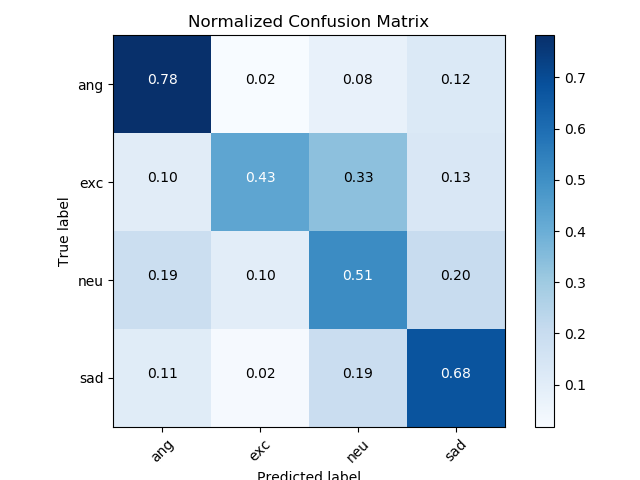 Normalized Confusion Matrix
True label
ang 0.78 0.02 0.08 0.12
exc 0.10 0.43 0.33 0.13
neu 0.19 0.10 0.51 0.20
sad 0.11 0.02 0.19 0.68
ang exc neu sad
Predicted label
0.7
0.6
0.5
0.4
0.3
0.2
0.1